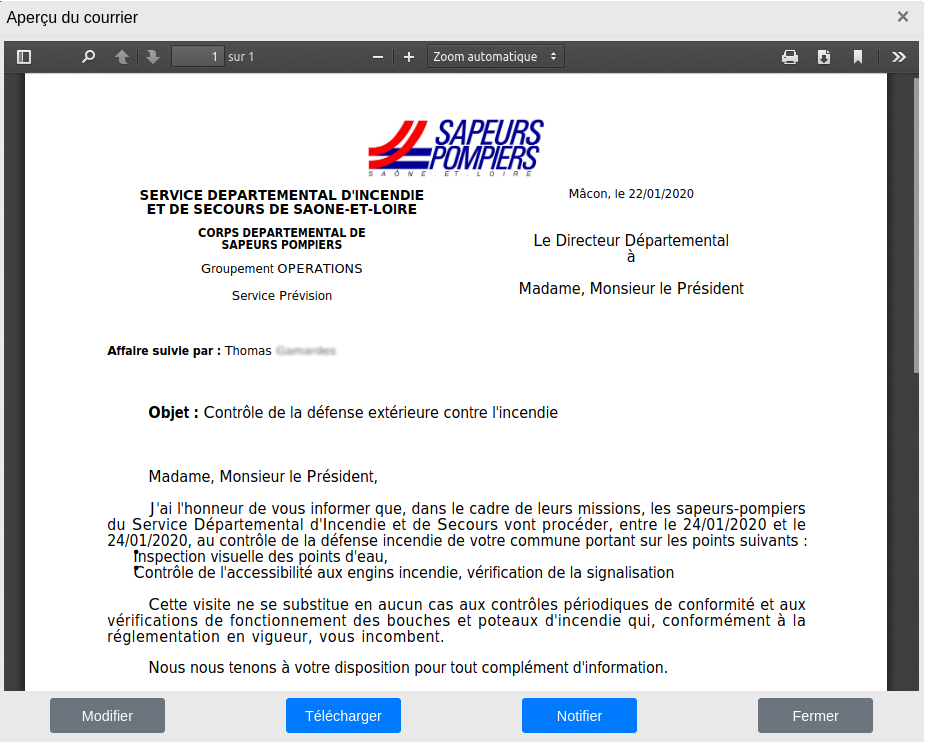 Aperçu du courrier
1 sur 1
Zoom automatique
SAPEURS
POMPIERS
SAÔNE-ET-LOIRE
SERVICE DEPARTEMENTAL D'INCENDIE
ET DE SECOURS DE SAONE-ET-LOIRE
CORPS DEPARTEMENTAL DE
SAPEURS POMPIERS
Groupement OPERATIONS
Service Prévision
Mâcon, le 22/01/2020
Le Directeur Départemental
à
Madame, Monsieur le Président
Affaire suivie par : Thomas
Objet : Contrôle de la défense extérieure contre l'incendie
Madame, Monsieur le Président,
J'ai l'honneur de vous informer que, dans le cadre de leurs missions, les sapeurs-pompiers
du Service Départemental d'Incendie et de Secours vont procéder, entre le 24/01/2020 et le
24/01/2020, au contrôle de la défense incendie de votre commune portant sur les points suivants :
• Inspection visuelle des points d'eau,
• Contrôle de l'accessibilité aux engins incendie, vérification de la signalisation
Cette visite ne se substitue en aucun cas aux contrôles périodiques de conformité et aux
vérifications de fonctionnement des bouches et poteaux d'incendie qui, conformément à la
réglementation en vigueur, vous incombent.
Nous nous tenons à votre disposition pour tout complément d'information.
Modifier
Télécharger
Notifier
Fermer